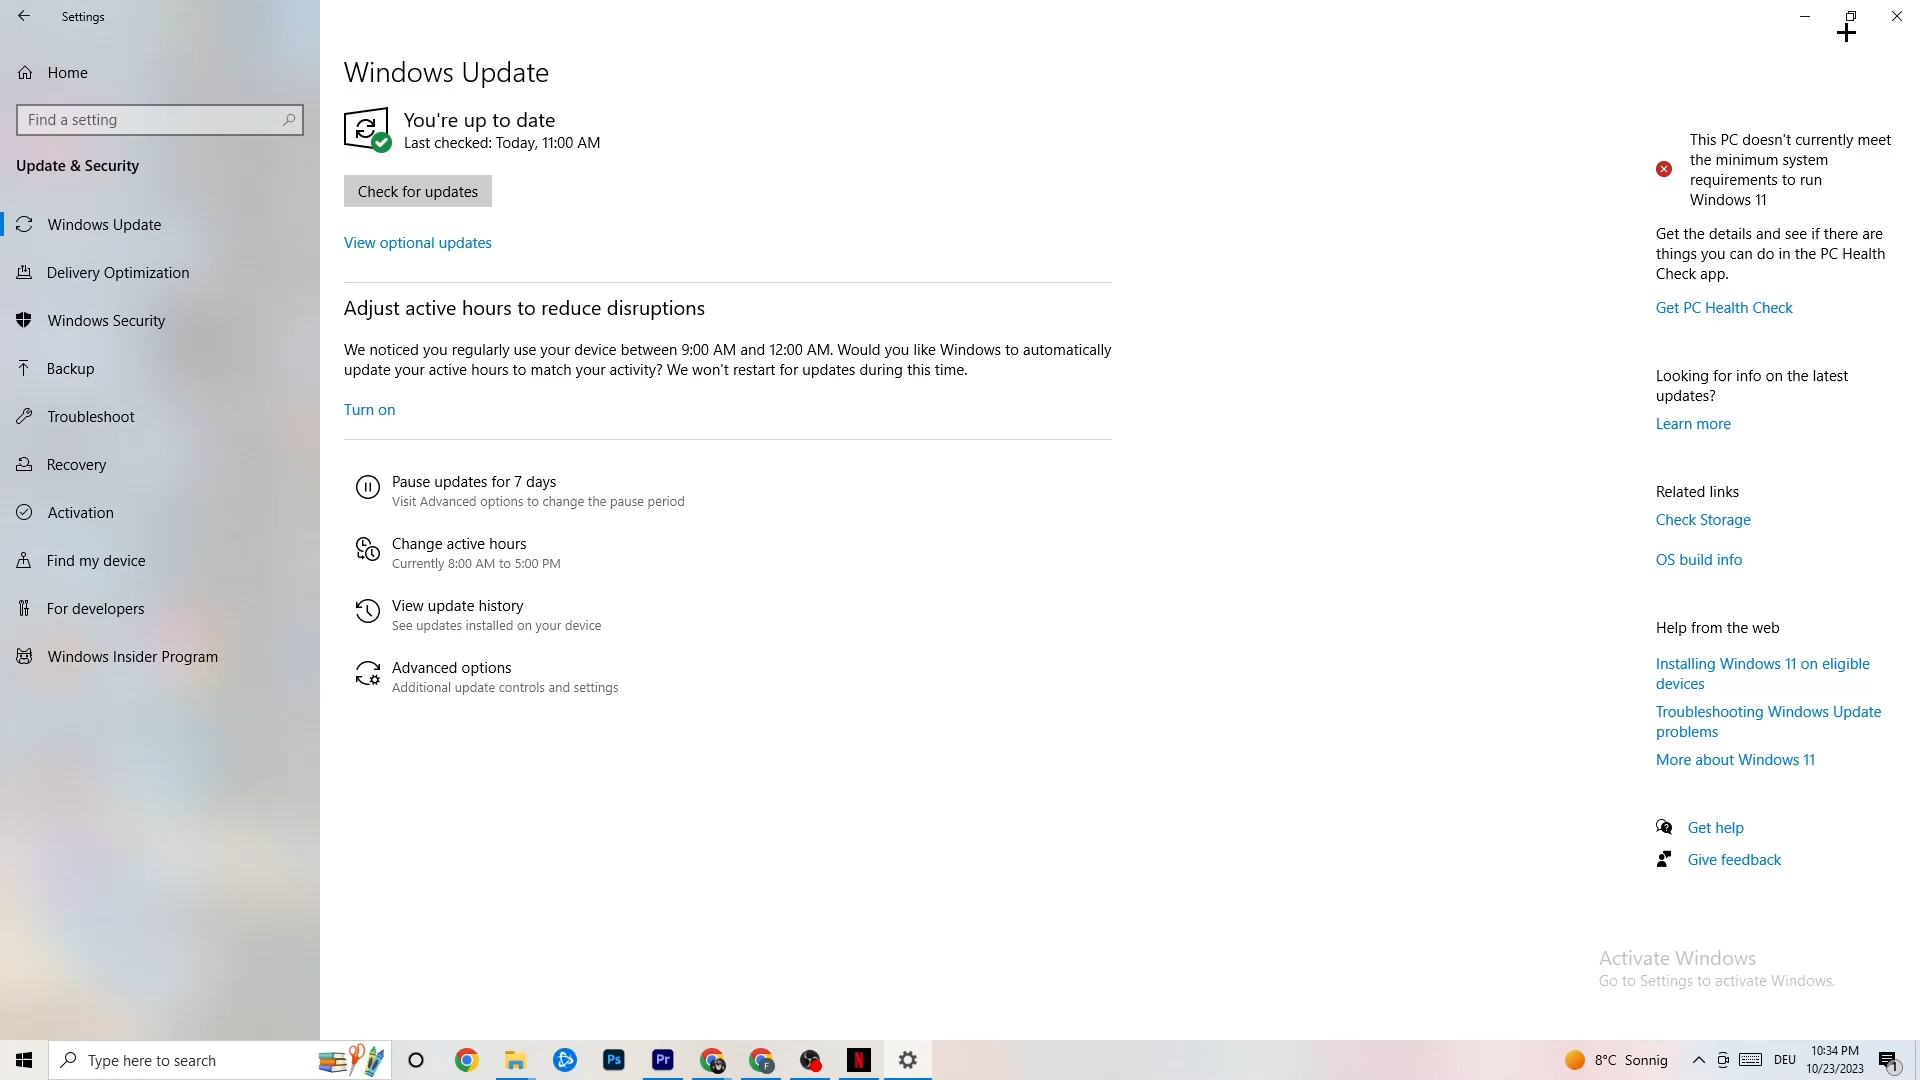 Settings
Home
Find a setting
Update & Security
Windows Update
Delivery Optimization
Windows Security
Backup
Troubleshoot
Recovery
Activation
Find my device
For developers
Windows Insider Program
Windows Update
You're up to date
Last checked: Today, 11:00 AM
Check for updates
View optional updates
Adjust active hours to reduce disruptions
We noticed you regularly use your device between 9:00 AM and 12:00 AM. Would you like Windows to automatically
update your active hours to match your activity? We won't restart for updates during this time.
Turn on
Pause updates for 7 days
Visit Advanced options to change the pause period
Change active hours
Currently 8:00 AM to 5:00 PM
View update history
See updates installed on your device
Advanced options
Additional update controls and settings
This PC doesn't currently meet
the minimum system
requirements to run
Windows 11
Get the details and see if there are
things you can do in the PC Health
Check app.
Get PC Health Check
Looking for info on the latest
updates?
Learn more
Related links
Check Storage
OS build info
Help from the web
Installing Windows 11 on eligible
devices
Troubleshooting Windows Update
problems
More about Windows 11
Get help
Give feedback
Activate Windows
Go to Settings to activate Windows.
Type here to search
Ps
Pr
F
N
8°C Sonnig
DEU
10:34 PM
10/23/2023
1